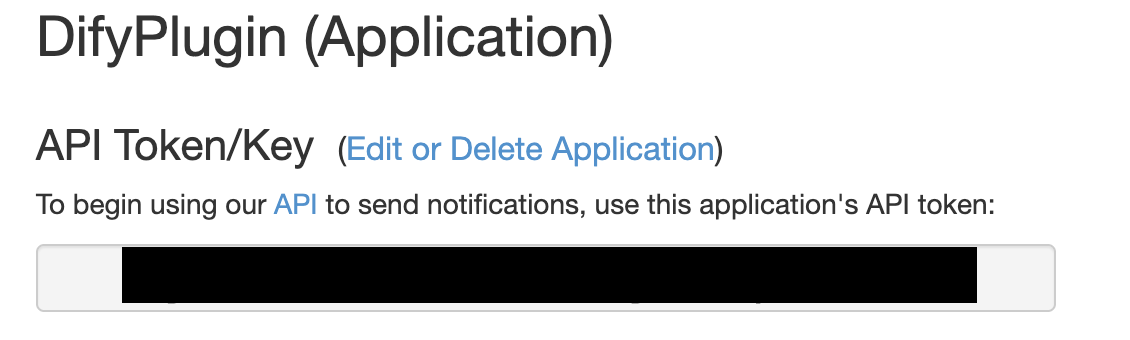 DifyPlugin (Application)
API Token/Key (Edit or Delete Application)
To begin using our API to send notifications, use this application's API token: